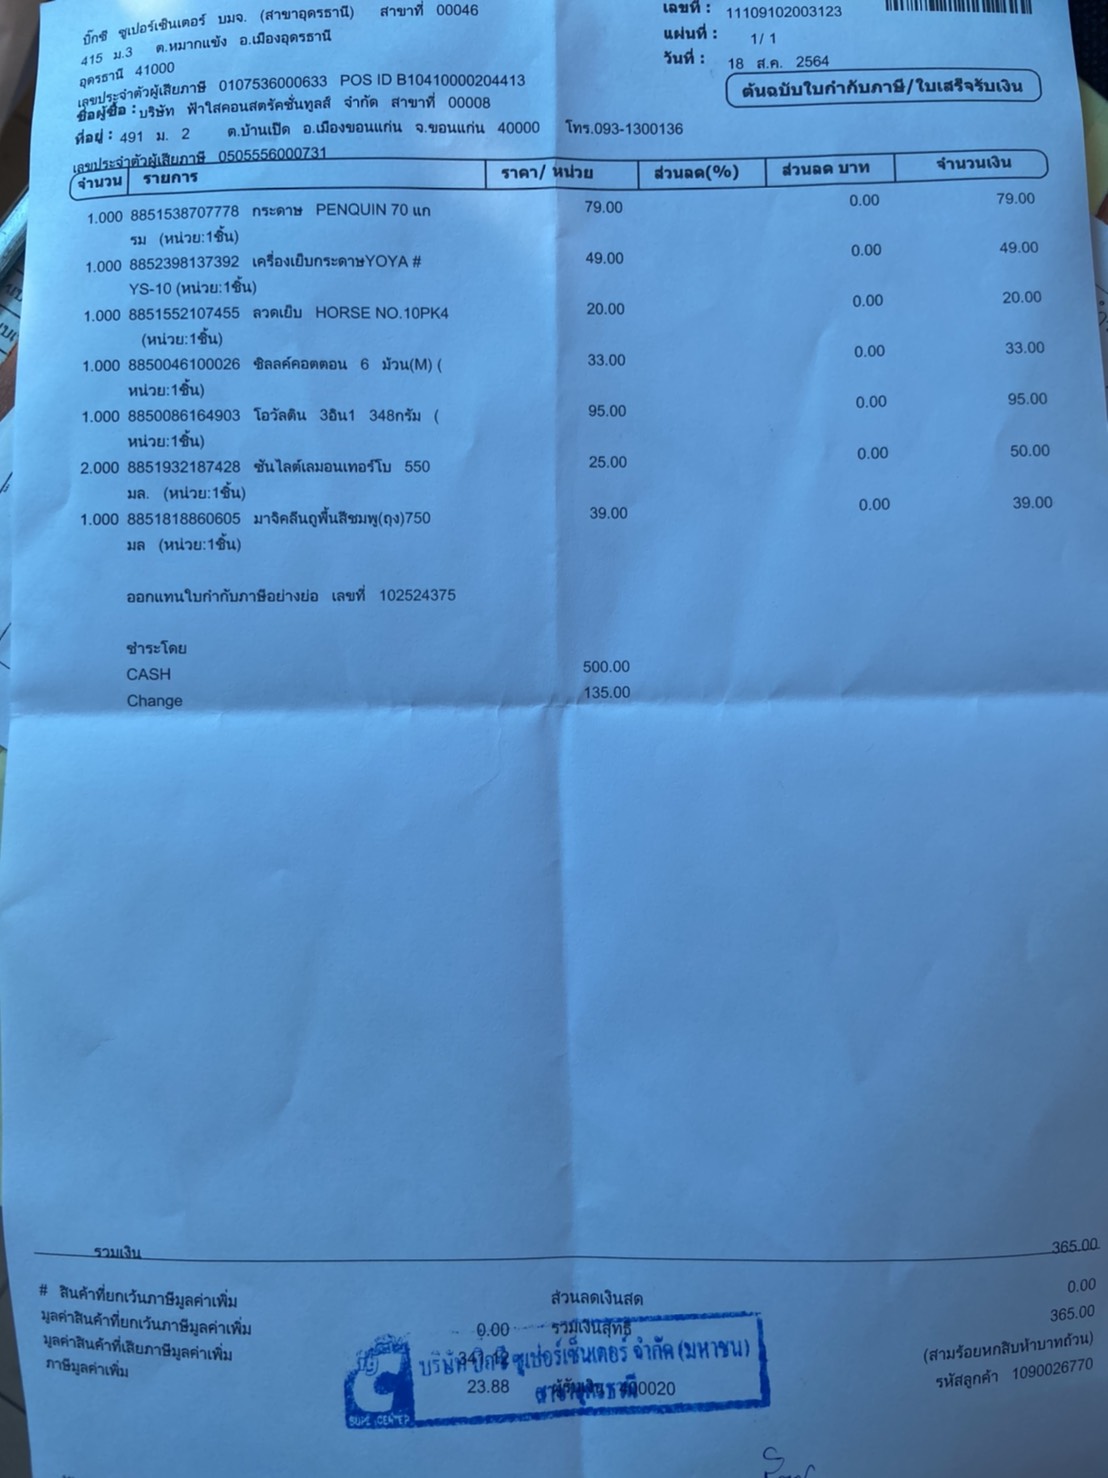 บิ๊กซี ซูเปอร์เซ็นเตอร์ บมจ. (สาขาอุดรธานี) สาขาที่ 00046
415 ม.3 ต.หมากแข้ง อ.เมืองอุดรธานี
อุดรธานี 41000
เลขประจำตัวผู้เสียภาษี 0107536000633 POS ID B10410000204413
เลขที่ : 11109102003123
แผ่นที่ : 1/ 1
วันที่ : 18 ส.ค. 2564
ต้นฉบับใบกำกับภาษี/ใบเสร็จรับเงิน
ชื่อผู้ซื้อ : บริษัท ฟ้าใสคอนสตรัคชั่นทูลส์ จำกัด สาขาที่ 00008
ที่อยู่ : 491 ม. 2 ต.บ้านเป็ด อ.เมืองขอนแก่น จ.ขอนแก่น 40000 โทร.093-1300136
เลขประจำตัวผู้เสียภาษี 0505556000731
จำนวน รายการ ราคา/ หน่วย ส่วนลด(%) ส่วนลด บาท จำนวนเงิน
1.000 8851538707778 กระดาษ PENQUIN 70 แก 79.00 0.00 79.00
รม (หน่วย:1ชิ้น)
1.000 8852398137392 เครื่องเย็บกระดาษYOYA # 49.00 0.00 49.00
YS-10 (หน่วย:1ชิ้น)
1.000 8851552107455 ลวดเย็บ HORSE NO.10PK4 20.00 0.00 20.00
(หน่วย:1ชิ้น)
1.000 8850046100026 ซิลลค์คอตตอน 6 ม้วน(M) ( 33.00 0.00 33.00
หน่วย:1ชิ้น)
1.000 8850086164903 โอวัลติน 3อิน1 348กรัม ( 95.00 0.00 95.00
หน่วย:1ชิ้น)
2.000 8851932187428 ซันไลต์เลมอนเทอร์โบ 550 25.00 0.00 50.00
มล. (หน่วย:1ชิ้น)
1.000 8851818860605 มาจิคลีนถูพื้นสีชมพู(ถุง)750 39.00 0.00 39.00
มล (หน่วย:1ชิ้น)
ออกแทนใบกำกับภาษีอย่างย่อ เลขที่ 102524375
ชำระโดย
CASH 500.00
Change 135.00
รวมเงิน 365.00
# สินค้าที่ยกเว้นภาษีมูลค่าเพิ่ม ส่วนลดเงินสด 0.00
มูลค่าสินค้าที่ยกเว้นภาษีมูลค่าเพิ่ม 0.00 รวมเงินสุทธิ 365.00
มูลค่าสินค้าที่เสียภาษีมูลค่าเพิ่ม 341.12 (สามร้อยหกสิบห้าบาทถ้วน)
ภาษีมูลค่าเพิ่ม 23.88 ผู้รับเงิน 400020 รหัสลูกค้า 1090026770
บริษัท บิ๊กซี ซูเปอร์เซ็นเตอร์ จำกัด (มหาชน)
สาขาอุดรธานี